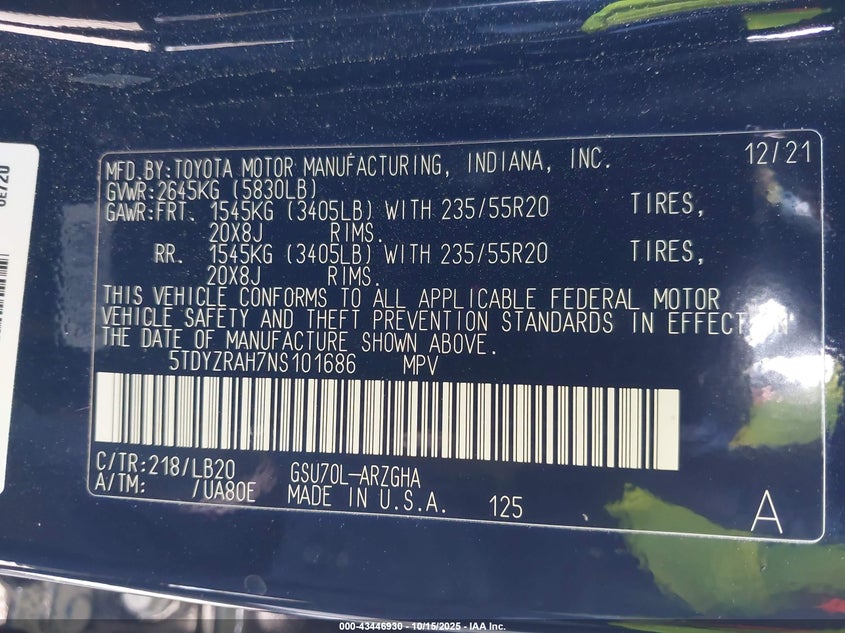 MFD.BY:TOYOTA MOTOR MANUFACTURING, INDIANA, INC. 12/21
GVWR:2645KG (5830LB)
GAWR:FRT. 1545KG (3405LB) WITH 235/55R20 TIRES,
20X8J RIMS.
RR. 1545KG (3405LB) WITH 235/55R20 TIRES,
20X8J RIMS.
THIS VEHICLE CONFORMS TO ALL APPLICABLE FEDERAL MOTOR
VEHICLE SAFETY AND THEFT PREVENTION STANDARDS IN EFFECT ON
THE DATE OF MANUFACTURE SHOWN ABOVE.
5TDYZRAH7NS101686 MPV
C/TR:218/LB20 GSU70L-ARZGHA
A/TM: /UA80E MADE IN U.S.A. 125
A
000-43446930 - 10/15/2025 - IAA Inc.